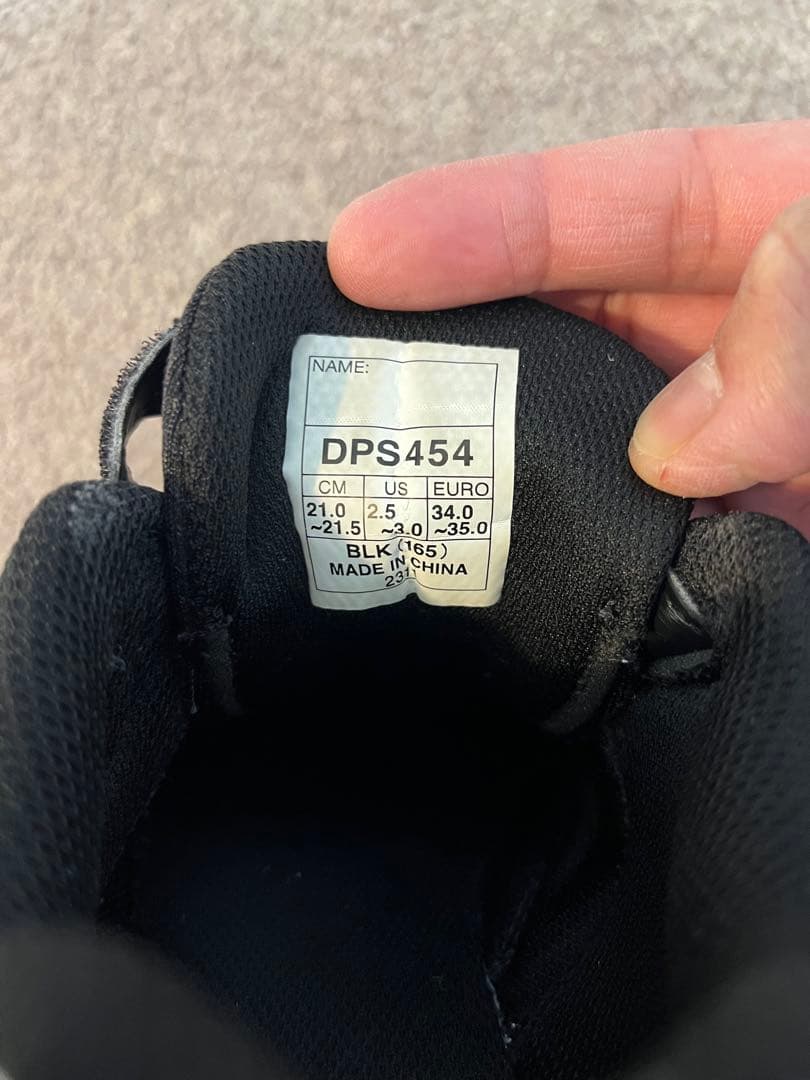 NAME:
DPS454
CM US EURO
21.0 2.5 34.0
~21.5 ~3.0 ~35.0
BLK (165)
MADE IN CHINA